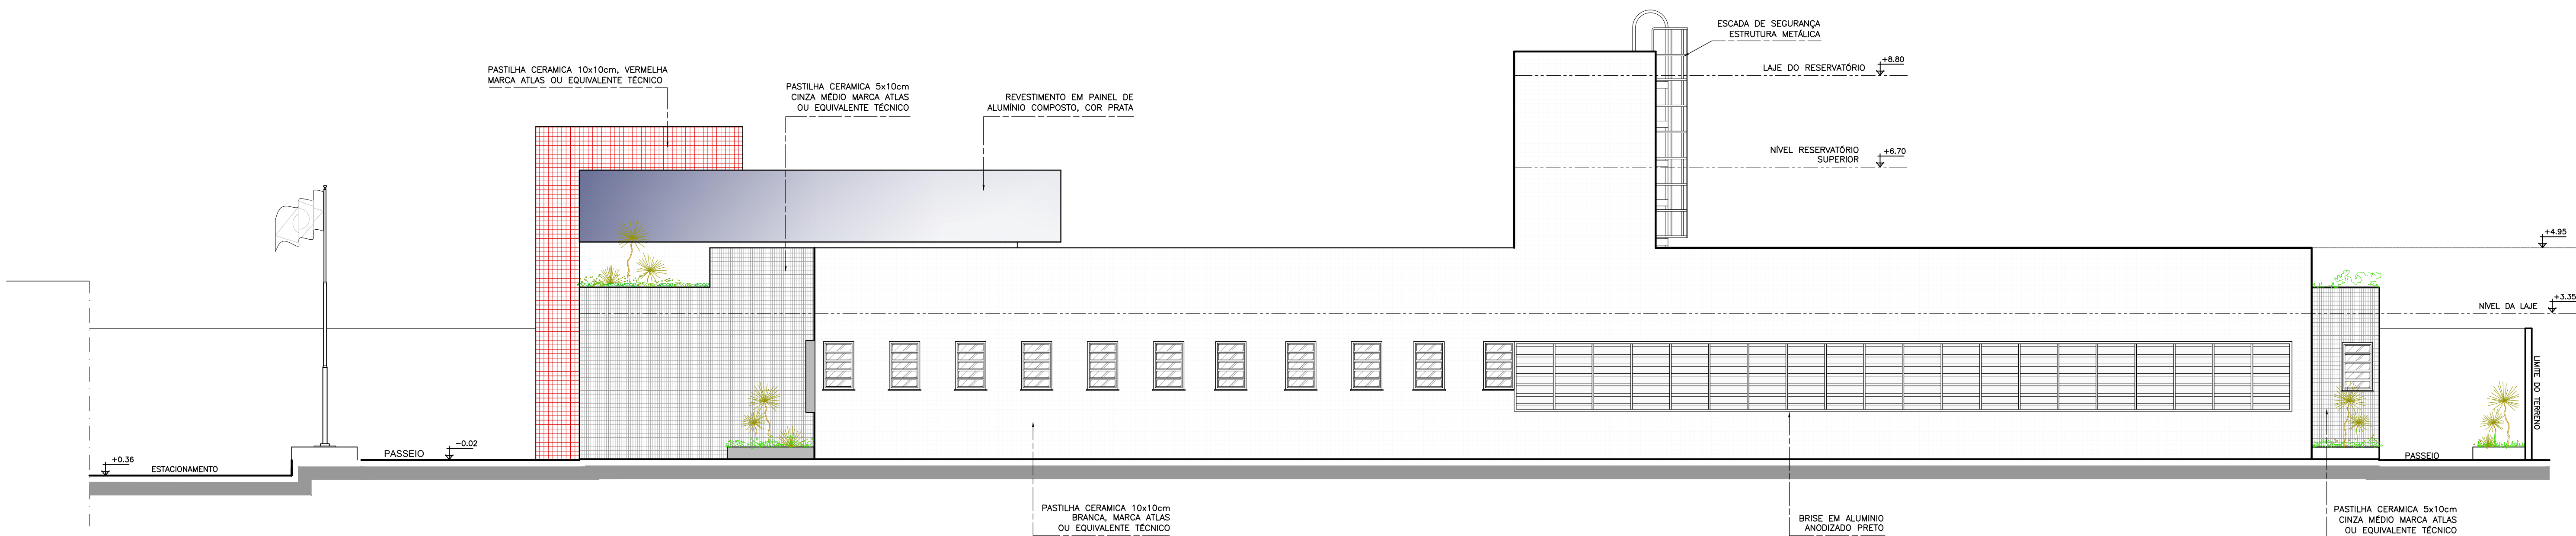 ESCADA DE SEGURANÇA
ESTRUTURA METÁLICA
PASTILHA CERAMICA 10x10cm, VERMELHA
MARCA ATLAS OU EQUIVALENTE TÉCNICO
PASTILHA CERAMICA 5x10cm
CINZA MÉDIO MARCA ATLAS
OU EQUIVALENTE TÉCNICO
REVESTIMENTO EM PAINEL DE
ALUMÍNIO COMPOSTO, COR PRATA
LAJE DO RESERVATÓRIO
+8.80
NÍVEL RESERVATÓRIO
SUPERIOR
+6.70
+4.95
NÍVEL DA LAJE
+3.35
LIMITE DO TERRENO
+0.36
ESTACIONAMENTO
PASSEIO
-0.02
PASSEIO
PASTILHA CERAMICA 10x10cm
BRANCA, MARCA ATLAS
OU EQUIVALENTE TÉCNICO
BRISE EM ALUMINIO
ANODIZADO PRETO
PASTILHA CERAMICA 5x10cm
CINZA MÉDIO MARCA ATLAS
OU EQUIVALENTE TÉCNICO